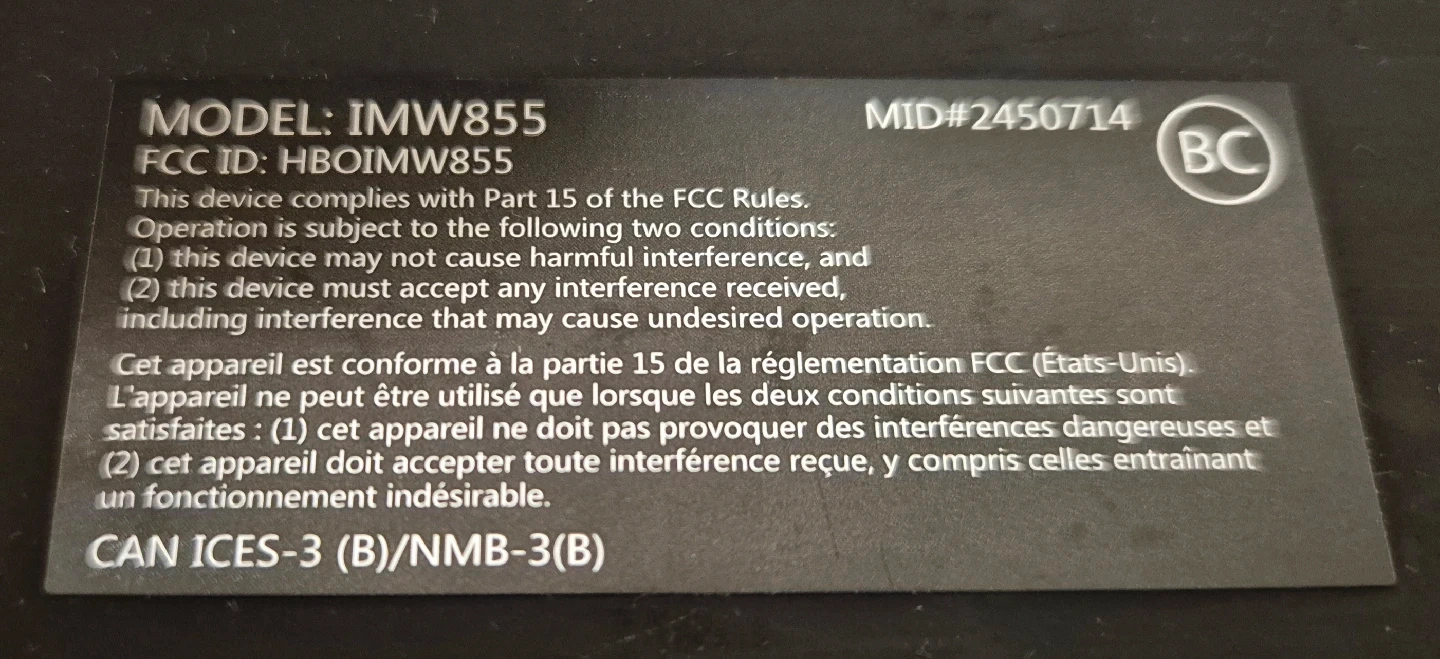 MODEL: IMW855
MID#2450714
BC
FCC ID: HBOIMW855
This device complies with Part 15 of the FCC Rules.
Operation is subject to the following two conditions:
(1) this device may not cause harmful interference, and
(2) this device must accept any interference received,
including interference that may cause undesired operation.
Cet appareil est conforme à la partie 15 de la réglementation FCC (États-Unis).
L'appareil ne peut être utilisé que lorsque les deux conditions suivantes sont
satisfaites : (1) cet appareil ne doit pas provoquer des interférences dangereuses et
(2) cet appareil doit accepter toute interférence reçue, y compris celles entraînant
un fonctionnement indésirable.
CAN ICES-3 (B)/NMB-3(B)